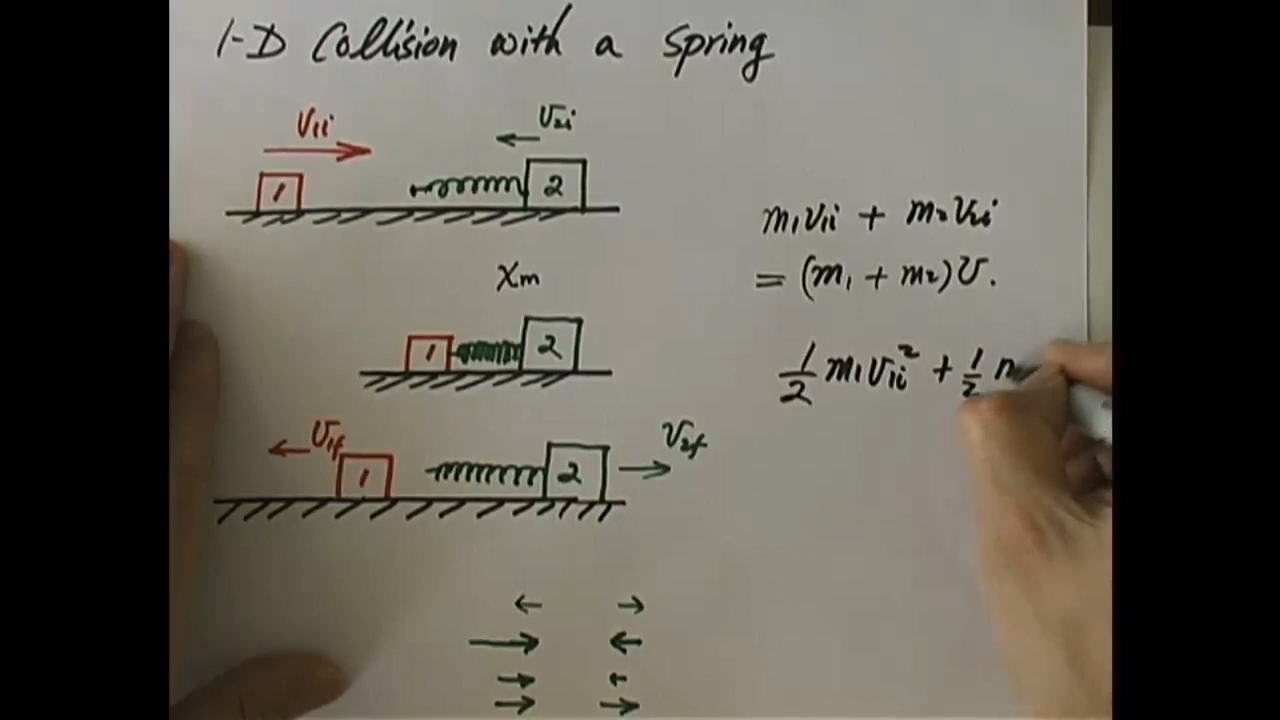 1-D Collision with a Spring
V1i
V2i
1
2
m1v1i + m2v2i
= (m1 + m2)v.
Xm
1
2
1/2 m1v1i² + 1/2 m
V1f
V2f
1
2